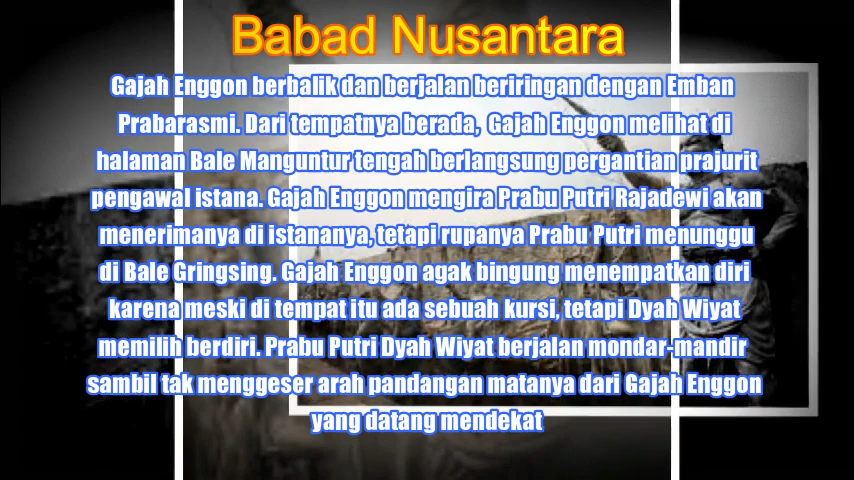 Babad Nusantara
Gajah Enggon berbalik dan berjalan beriringan dengan Emban
Prabarasmi. Dari tempatnya berada, Gajah Enggon melihat di
halaman Bale Manguntur tengah berlangsung pergantian prajurit
pengawal istana. Gajah Enggon mengira Prabu Putri Rajadewi akan
menerimanya di istananya, tetapi rupanya Prabu Putri menunggu
di Bale Gringsing. Gajah Enggon agak bingung menempatkan diri
karena meski di tempat itu ada sebuah kursi, tetapi Dyah Wiyat
memilih berdiri. Prabu Putri Dyah Wiyat berjalan mondar-mandir
sambil tak menggeser arah pandangan matanya dari Gajah Enggon
yang datang mendekat